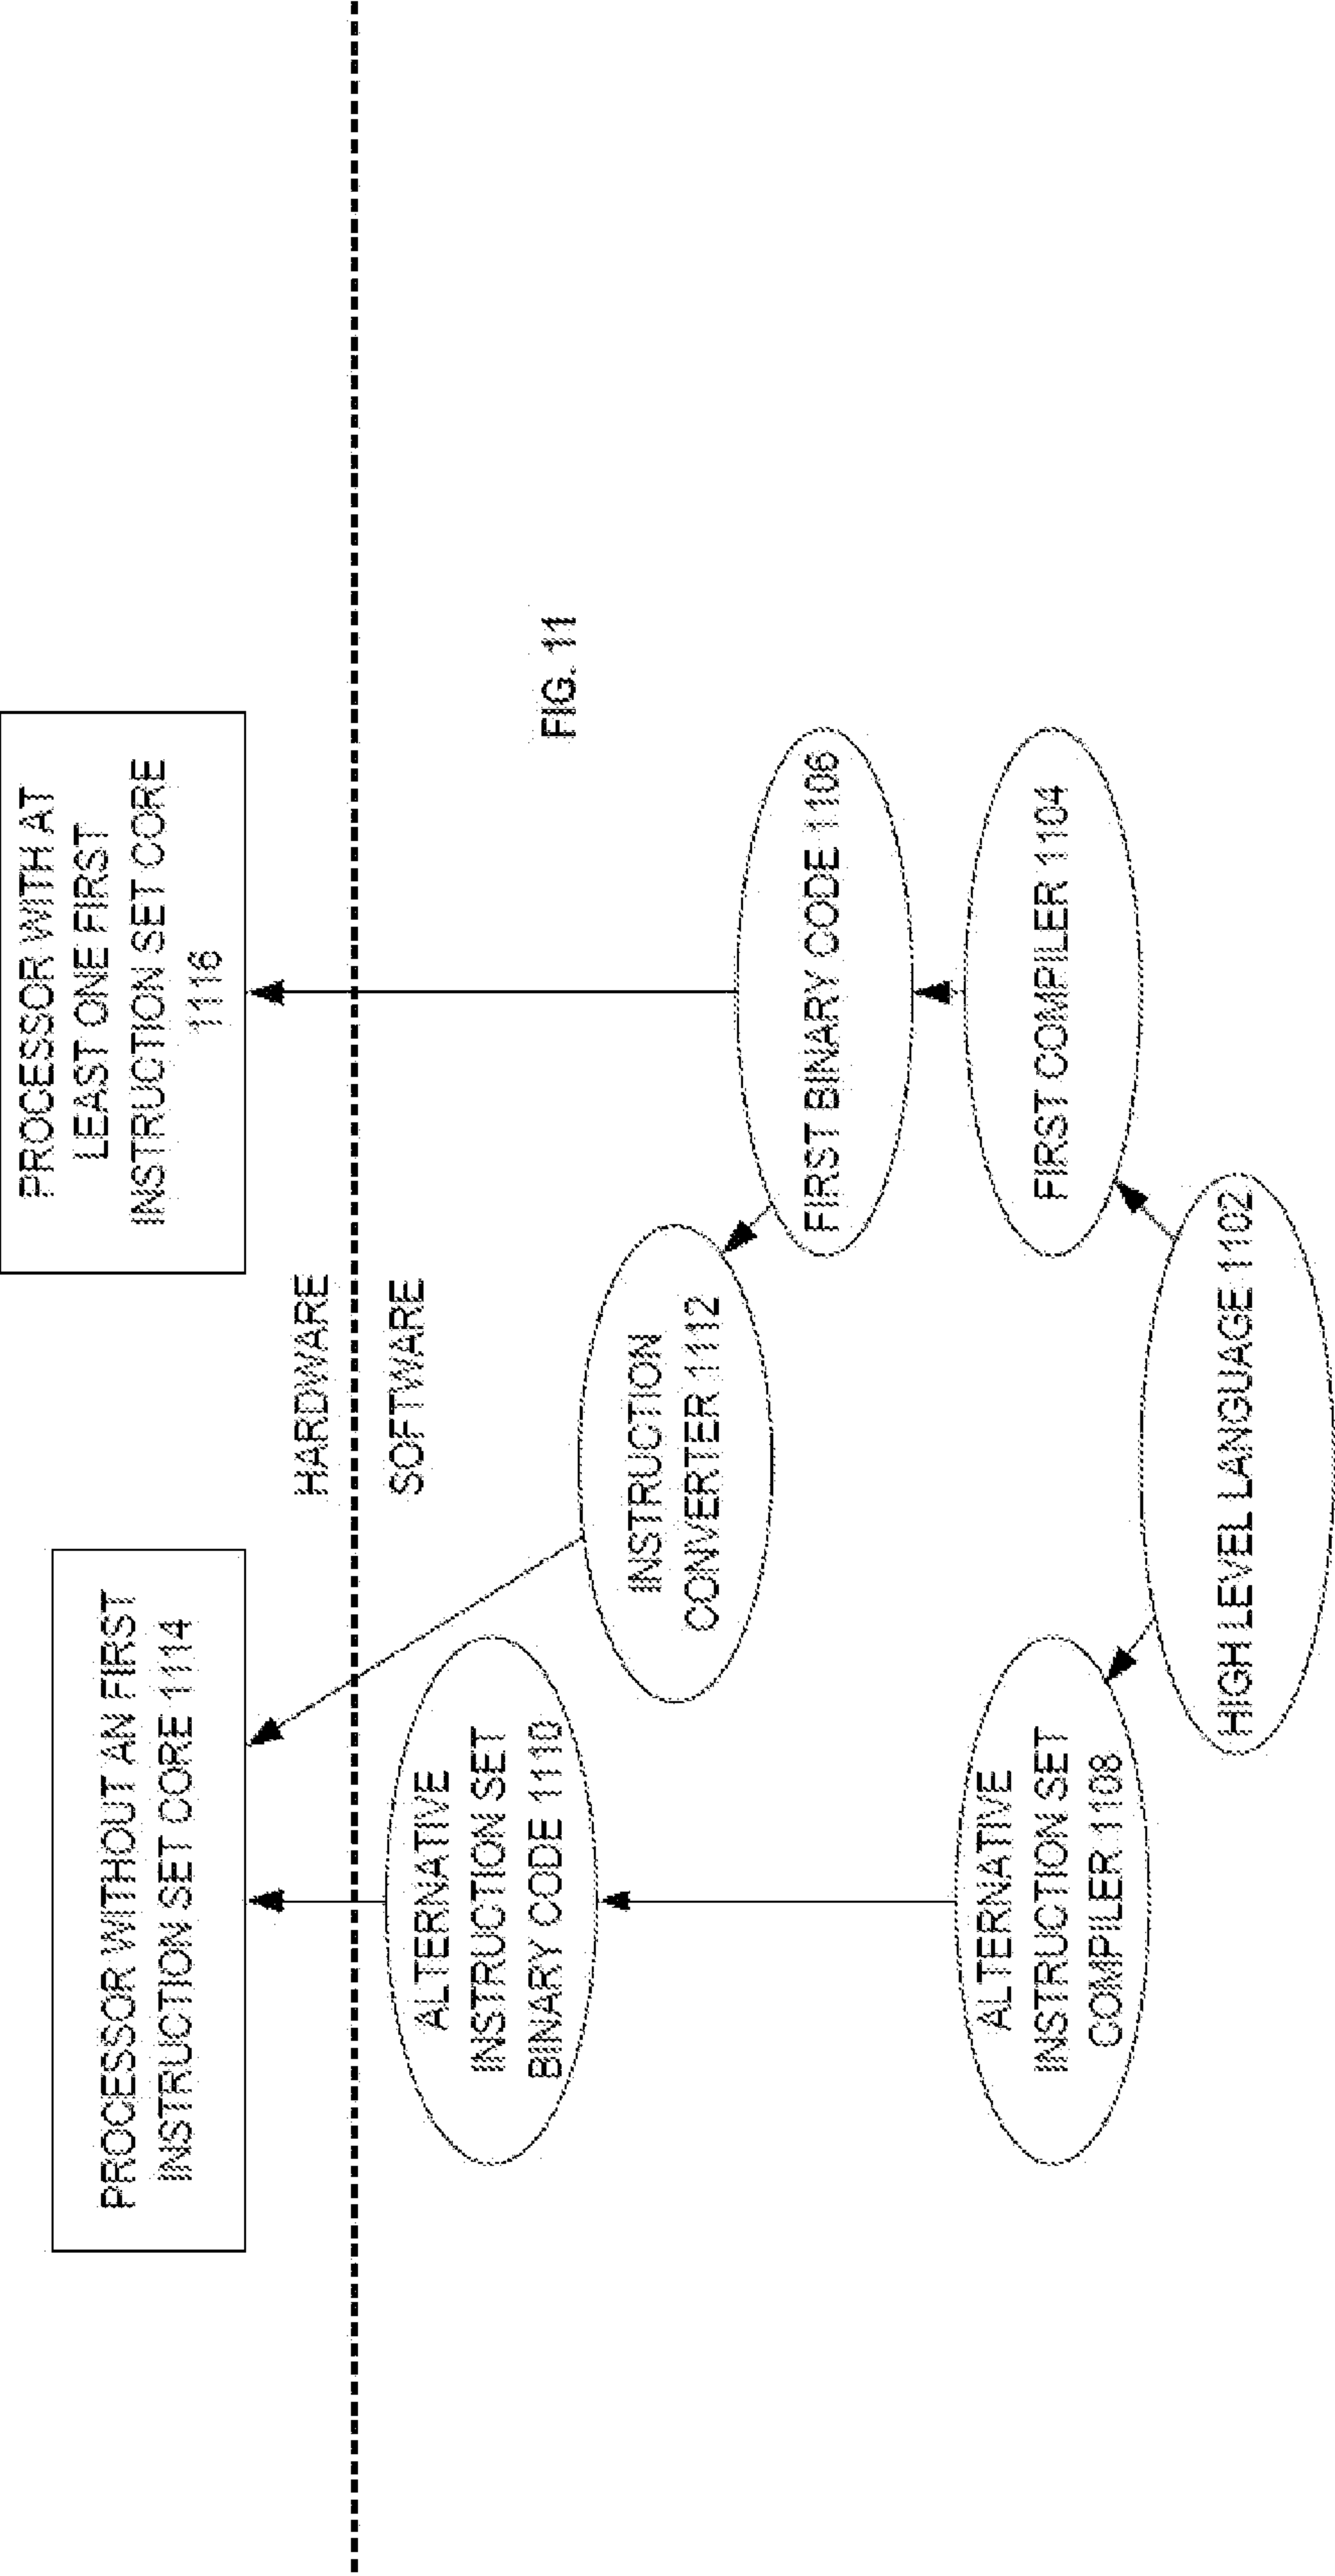 PROCESSOR WITHOUT AN FIRST
INSTRUCTION SET CORE 1114
PROCESSOR WITH AT
LEAST ONE FIRST
INSTRUCTION SET CORE
1116
HARDWARE
SOFTWARE
ALTERNATIVE
INSTRUCTION SET
BINARY CODE 1110
INSTRUCTION
CONVERTER 1112
FIG. 11
FIRST BINARY CODE 1106
ALTERNATIVE
INSTRUCTION SET
COMPILER 1108
FIRST COMPILER 1104
HIGH LEVEL LANGUAGE 1102